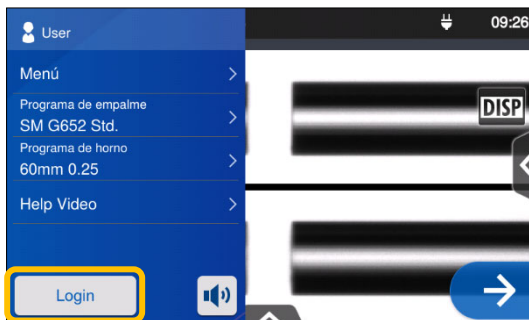 User
09:26
Menú
DISP
Programa de empalme
SM G652 Std.
Programa de horno
60mm 0.25
Help Video
Login